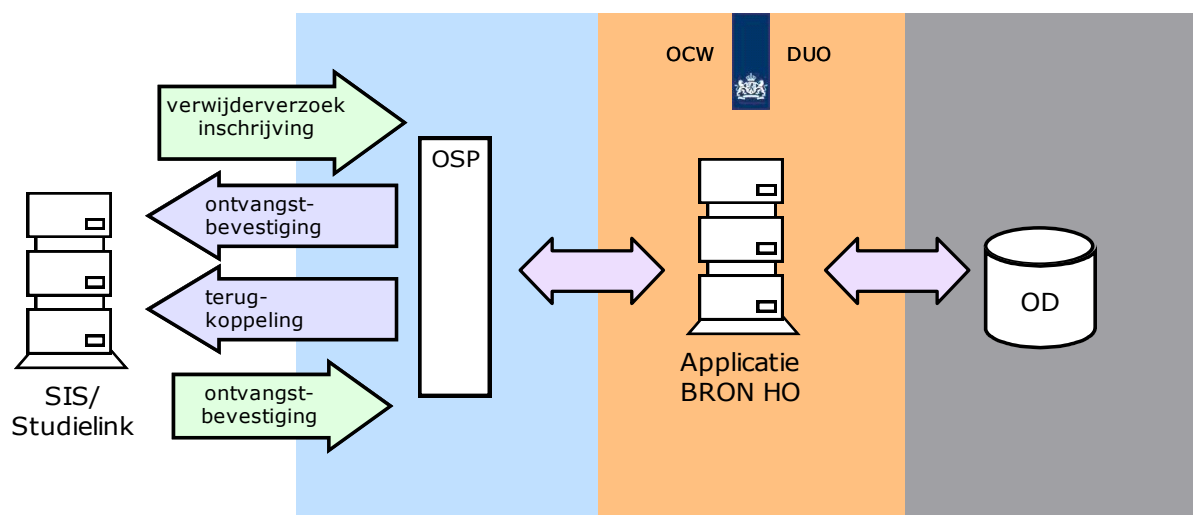 OCW DUO
verwijderverzoek
inschrijving
OSP
ontvangst-
bevestiging
terug-
koppeling
ontvangst-
bevestiging
SIS/
Studielink
Applicatie
BRON HO
OD